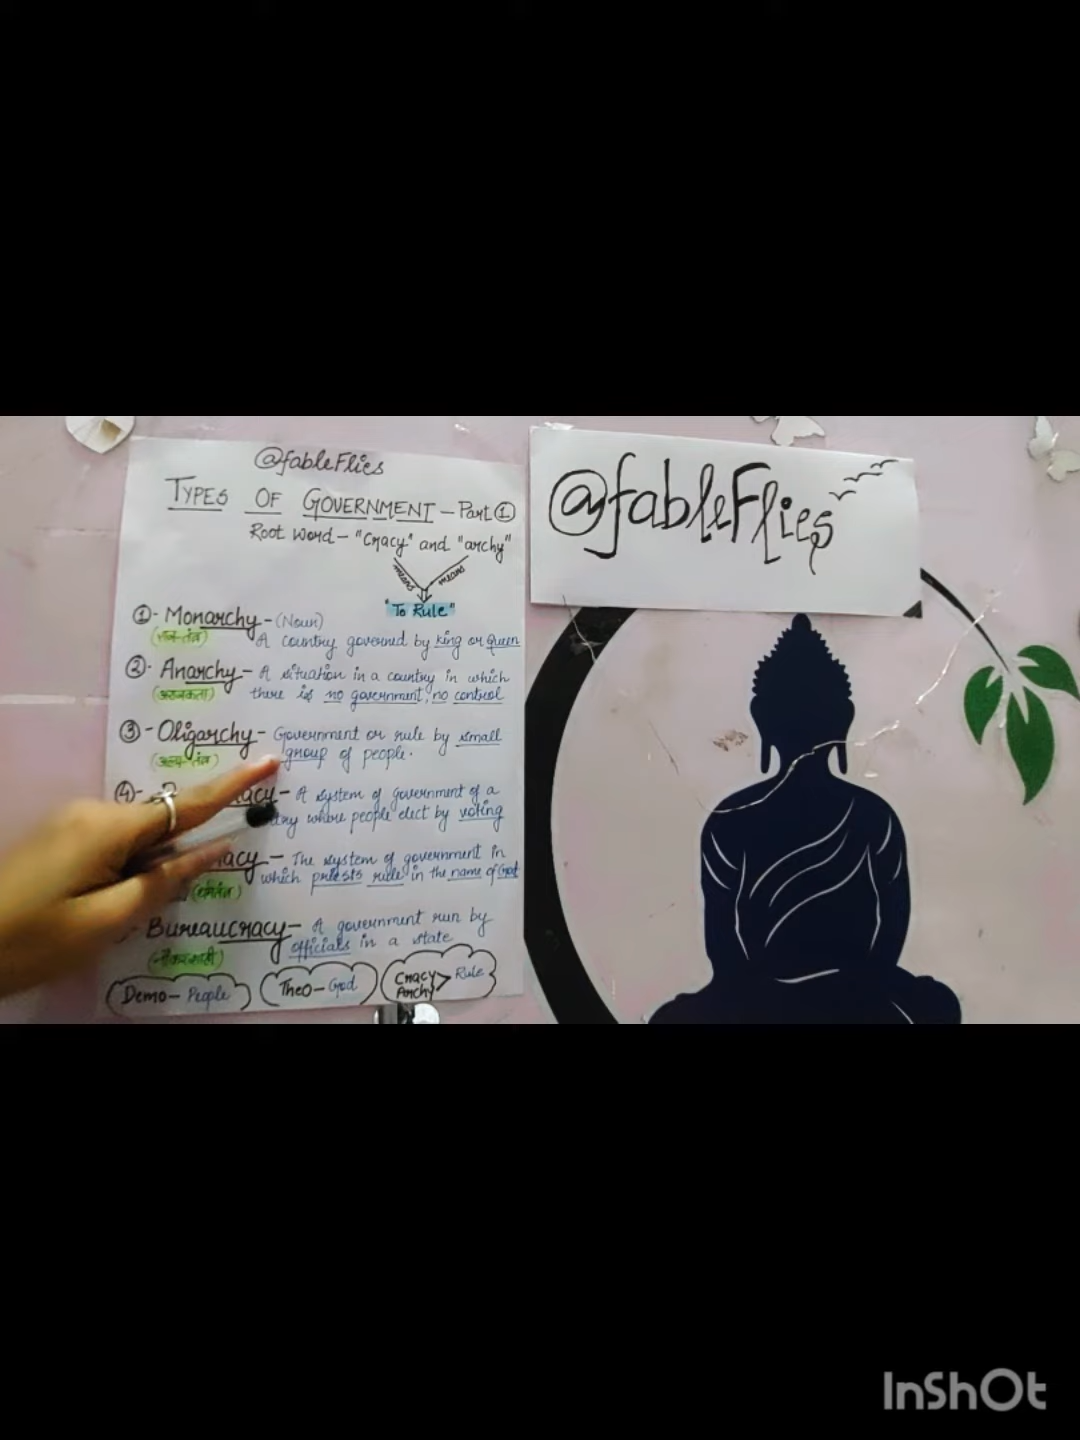 @fableFlies
TYPES OF GOVERNMENT - Part ①
Root Word - "Cracy" and "archy"
"To Rule"
①- Monarchy - (Noun)
(राज-तंत्र)
A country governed by king or Queen
②- Anarchy - A situation in a country in which
(अराजकता)
there is no government, no control
③- Oligarchy - Government or rule by small
(अल्प-तंत्र)
group of people.
④- - A system of government of a
where people elect by voting
- The system of government in
which priests rule in the name of God
(धर्मतंत्र)
Bureaucracy - A government run by
(नौकरशाही)
officials in a state
Demo - People
Theo - God
Cracy
Archy > Rule
@fableFlies
InShOt